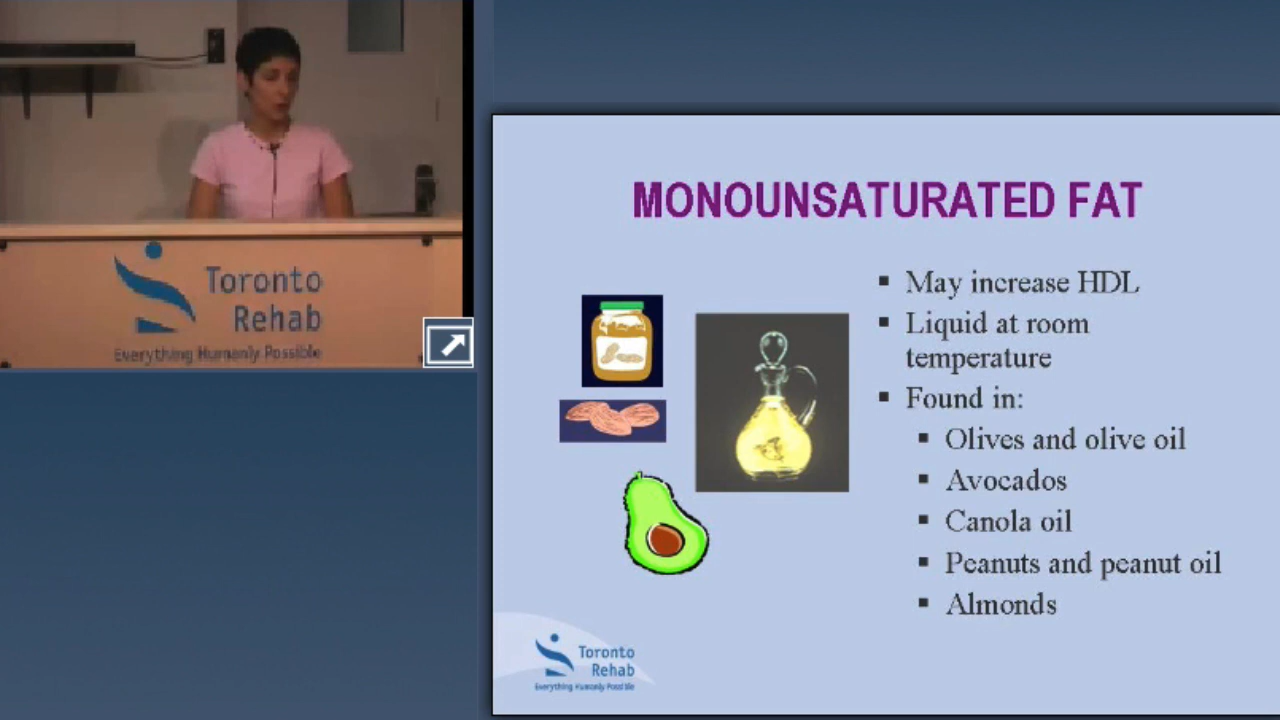 Toronto
Rehab
Everything Humanly Possible
MONOUNSATURATED FAT
▪ May increase HDL
▪ Liquid at room
temperature
▪ Found in:
▪ Olives and olive oil
▪ Avocados
▪ Canola oil
▪ Peanuts and peanut oil
▪ Almonds
Toronto
Rehab
Everything Humanly Possible